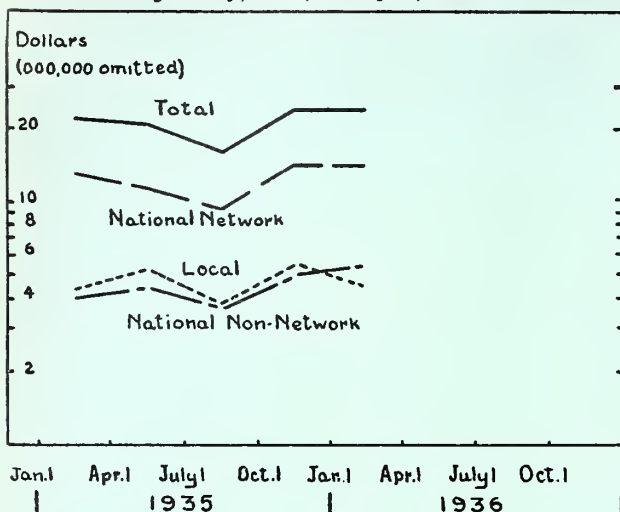 Dollars
(000,000 omitted)
Total
20
10
8
National Network
6
Local
4
National Non-Network
2
Jan.1 Apr.1 July1 Oct.1 Jan.1 Apr.1 July1 Oct.1
1935 1936